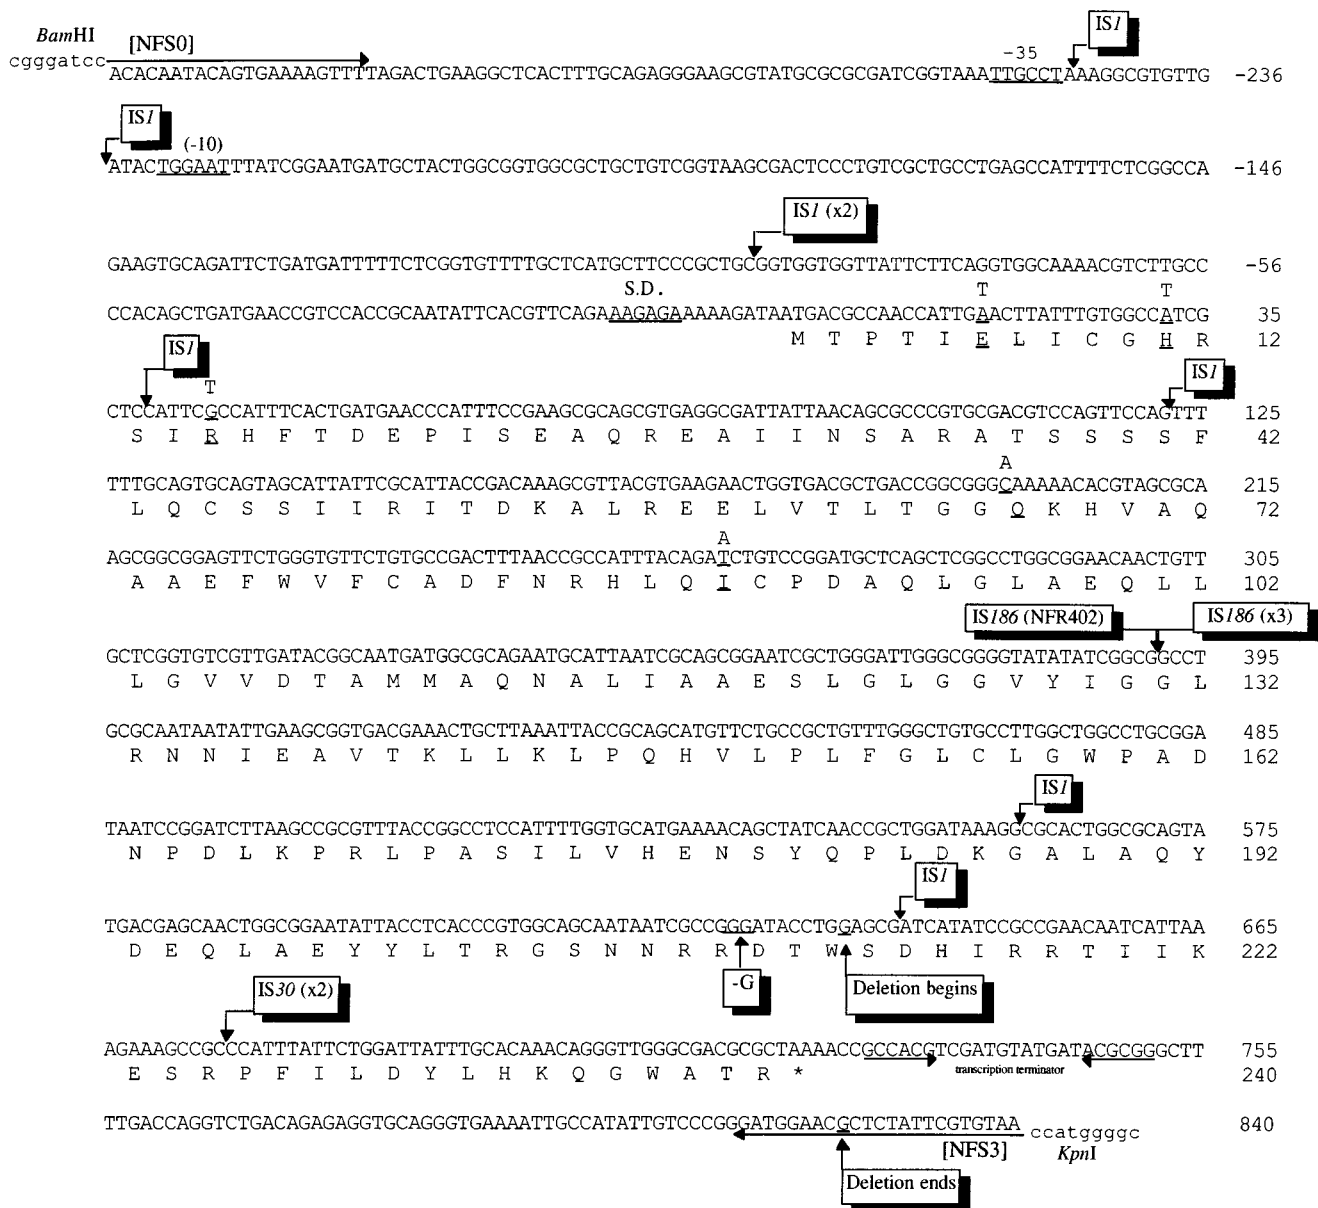 BamHI [NFS0] -35 IS1
cgggatcc ACACAATACAGTGAAAAGTTTTAGACTGAAGGCTCACTTTGCAGAGGGAAGCGTATGCGCGCGATCGGTAAATTGCCTAAAGGCGTGTTG -236
IS1 (-10)
ATACTGGAATTTATCGGAATGATGCTACTGGCGGTGGCGCTGCTGTCGGTAAGCGACTCCCTGTCGCTGCCTGAGCCATTTTCTCGGCCA -146
IS1 (x2)
GAAGTGCAGATTCTGATGATTTTTCTCGGTGTTTTGCTCATGCTTCCCGCTGCGGTGGTGGTTATTCTTCAGGTGGCAAAACGTCTTGCC -56
S.D. T T
CCACAGCTGATGAACCGTCCACCGCAATATTCACGTTCAGAAAGAGAAAAAGATAATGACGCCAACCATTGAACTTATTTGTGGCCATCG 35
M T P T I E L I C G H R 12
IS1 T IS1
CTCCATTCGCCATTTCACTGATGAACCCATTTCCGAAGCGCAGCGTGAGGCGATTATTAACAGCGCCCGTGCGACGTCCAGTTCCAGTTT 125
S I R H F T D E P I S E A Q R E A I I N S A R A T S S S S F 42
A
TTTGCAGTGCAGTAGCATTATTCGCATTACCGACAAAGCGTTACGTGAAGAACTGGTGACGCTGACCGGCGGGCAAAAACACGTAGCGCA 215
L Q C S S I I R I T D K A L R E E L V T L T G G Q K H V A Q 72
A
AGCGGCGGAGTTCTGGGTGTTCTGTGCCGACTTTAACCGCCATTTACAGATCTGTCCGGATGCTCAGCTCGGCCTGGCGGAACAACTGTT 305
A A E F W V F C A D F N R H L Q I C P D A Q L G L A E Q L L 102
IS186 (NFR402) IS186 (x3)
GCTCGGTGTCGTTGATACGGCAATGATGGCGCAGAATGCATTAATCGCAGCGGAATCGCTGGGATTGGGCGGGGTATATATCGGCGGCCT 395
L G V V D T A M M A Q N A L I A A E S L G L G G V Y I G G L 132
GCGCAATAATATTGAAGCGGTGACGAAACTGCTTAAATTACCGCAGCATGTTCTGCCGCTGTTTGGGCTGTGCCTTGGCTGGCCTGCGGA 485
R N N I E A V T K L L K L P Q H V L P L F G L C L G W P A D 162
IS1
TAATCCGGATCTTAAGCCGCGTTTACCGGCCTCCATTTTGGTGCATGAAAACAGCTATCAACCGCTGGATAAAGGCGCACTGGCGCAGTA 575
N P D L K P R L P A S I L V H E N S Y Q P L D K G A L A Q Y 192
IS1
TGACGAGCAACTGGCGGAATATTACCTCACCCGTGGCAGCAATAATCGCCGGGATACCTGGAGCGATCATATCCGCCGAACAATCATTAA 665
D E Q L A E Y Y L T R G S N N R R D T W S D H I R R T I I K 222
IS30 (x2) -G Deletion begins
AGAAAGCCGCCCATTTATTCTGGATTATTTGCACAAACAGGGTTGGGCGACGCGCTAAAACCGCCACGTCGATGTATGATACGCGGGCTT 755
E S R P F I L D Y L H K Q G W A T R * transcription terminator 240
TTGACCAGGTCTGACAGAGAGGTGCAGGGTGAAAATTGCCATATTGTCCCGGGATGGAACGCTCTATTCGTGTAA ccatggggc 840
[NFS3] KpnI
Deletion ends